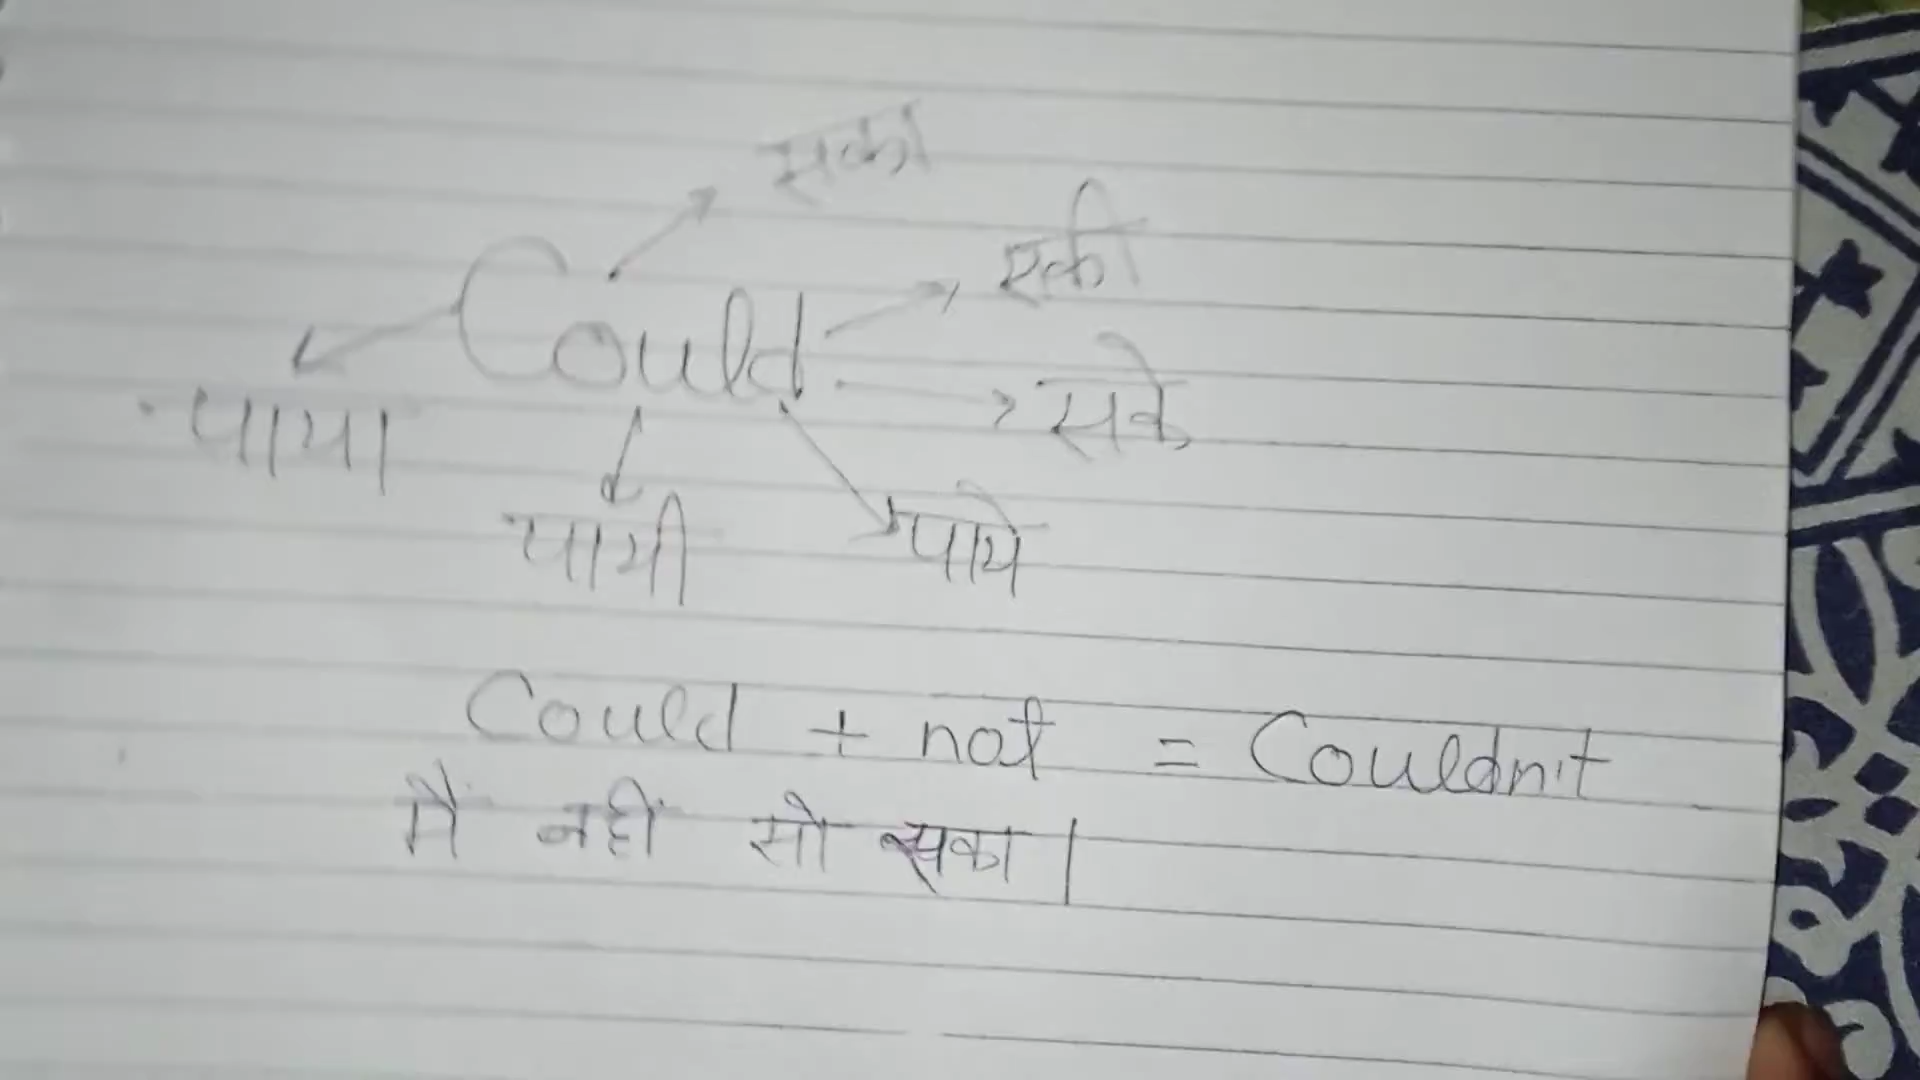 सका
सकी
Could
सके
पाया
पायी
पाये
Could + not = Couldn't
मैं नहीं सो सका।